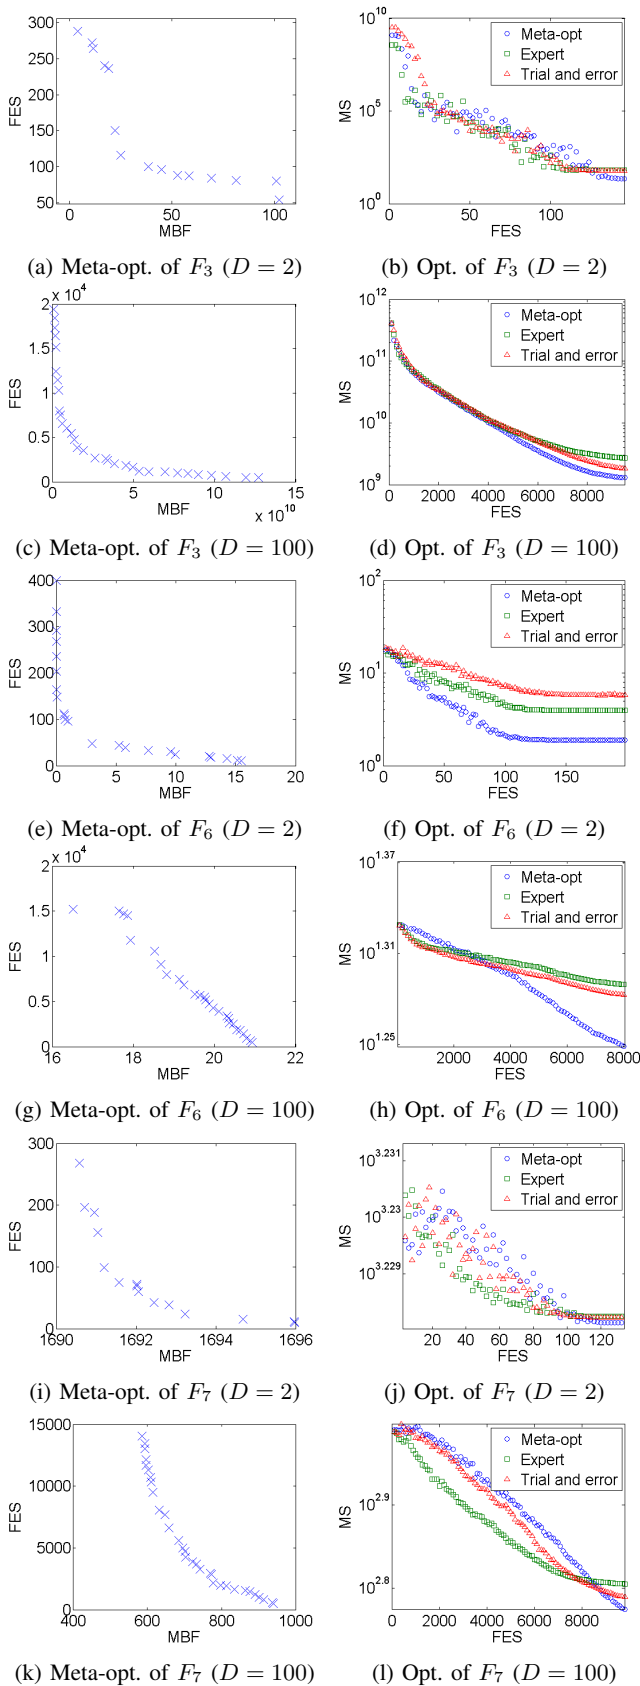 300
250
200
150
100
50
0 50 100
FES
MBF
(a) Meta-opt. of F3 (D = 2)
10^10
10^5
10^0
0 50 100
MS
FES
Meta-opt
Expert
Trial and error
(b) Opt. of F3 (D = 2)
x 10^4
2
1.5
1
0.5
0
0 5 10 15
FES
MBF
x 10^10
(c) Meta-opt. of F3 (D = 100)
10^12
10^11
10^10
10^9
0 2000 4000 6000 8000
MS
FES
Meta-opt
Expert
Trial and error
(d) Opt. of F3 (D = 100)
400
300
200
100
0
0 5 10 15 20
FES
MBF
(e) Meta-opt. of F6 (D = 2)
10^2
10^1
10^0
0 50 100 150
MS
FES
Meta-opt
Expert
Trial and error
(f) Opt. of F6 (D = 2)
x 10^4
2
1.5
1
0.5
0
16 18 20 22
FES
MBF
(g) Meta-opt. of F6 (D = 100)
10^1.37
10^1.31
10^1.25
2000 4000 6000 8000
MS
FES
Meta-opt
Expert
Trial and error
(h) Opt. of F6 (D = 100)
300
200
100
0
1690 1692 1694 1696
FES
MBF
(i) Meta-opt. of F7 (D = 2)
10^3.231
10^3.23
10^3.229
20 40 60 80 100 120
MS
FES
Meta-opt
Expert
Trial and error
(j) Opt. of F7 (D = 2)
15000
10000
5000
0
400 600 800 1000
FES
MBF
(k) Meta-opt. of F7 (D = 100)
10^2.9
10^2.8
0 2000 4000 6000 8000
MS
FES
Meta-opt
Expert
Trial and error
(l) Opt. of F7 (D = 100)